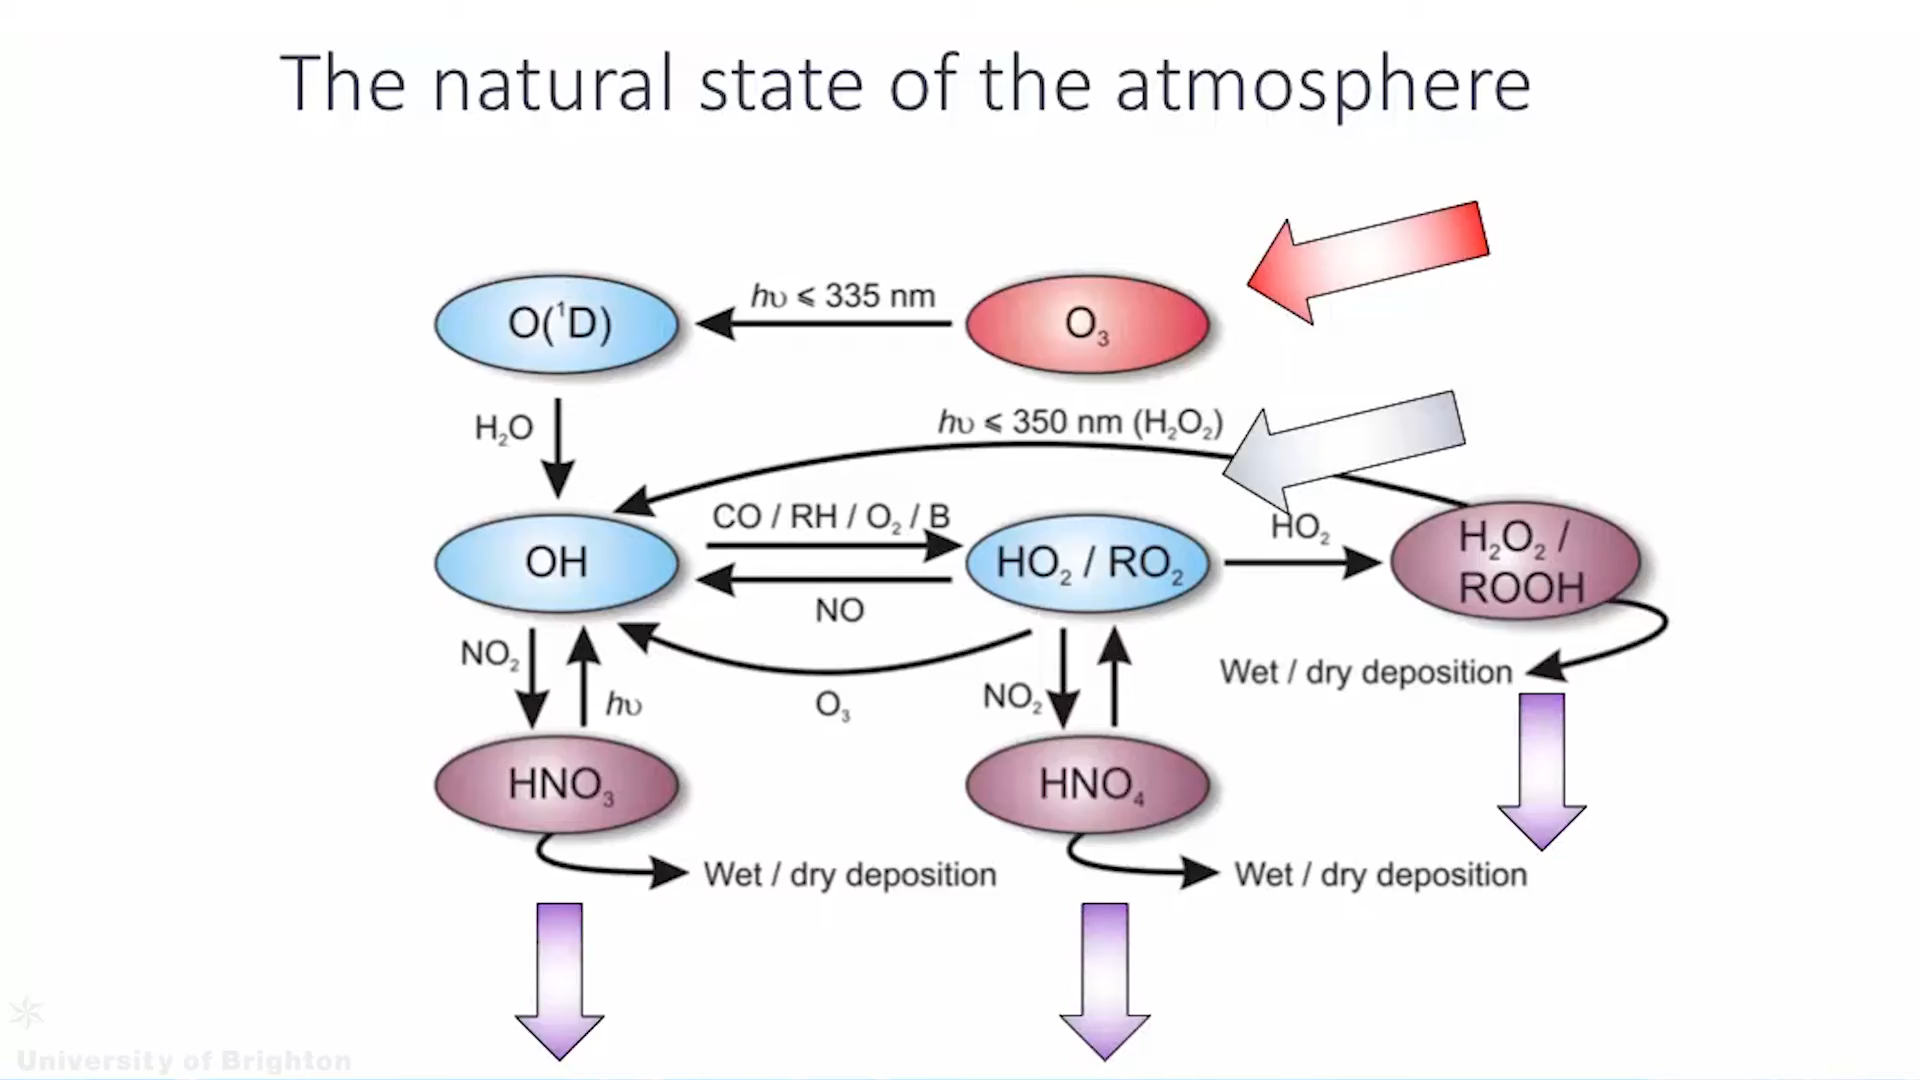 The natural state of the atmosphere
hυ ⩽ 335 nm
O(¹D)
O₃
H₂O
hυ ⩽ 350 nm (H₂O₂)
CO / RH / O₂ / B
HO₂
OH
HO₂ / RO₂
H₂O₂ /
ROOH
NO
NO₂
hυ
O₃
NO₂
Wet / dry deposition
HNO₃
HNO₄
Wet / dry deposition
Wet / dry deposition
University of Brighton